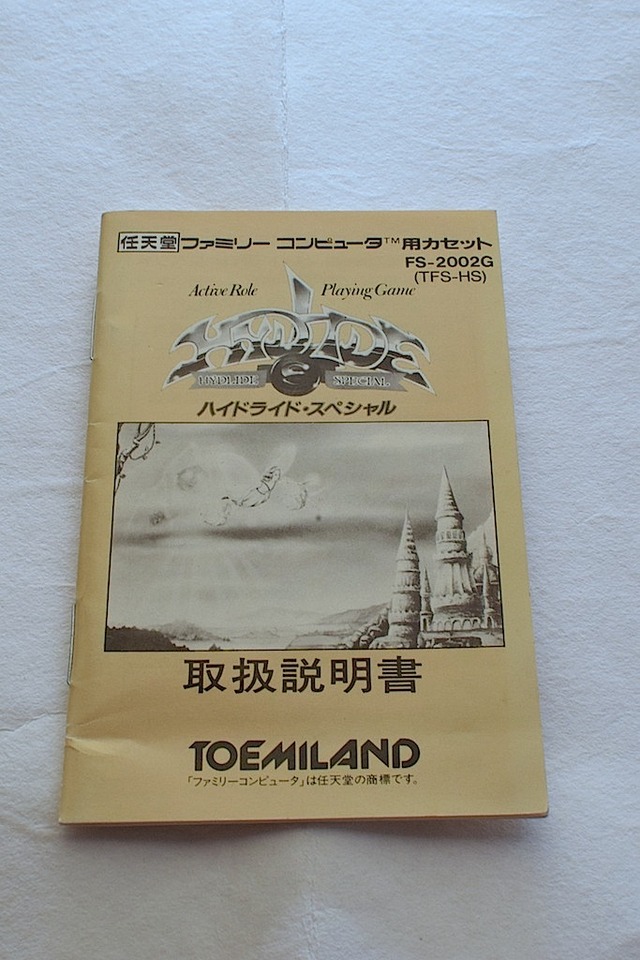 任天堂 ファミリー コンピュータ™用カセット
FS-2002G
(TFS-HS)
Active Role Playing Game
HYDLIDE
HYDLIDE SPECIAL
ハイドライド・スペシャル
取扱説明書
TOEMILAND
「ファミリーコンピュータ」は任天堂の商標です。